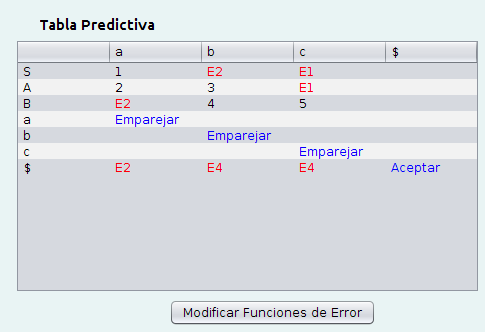 Tabla Predictiva
a b c $
S 1 E2 E1
A 2 3 E1
B E2 4 5
a Emparejar
b Emparejar
c Emparejar
$ E2 E4 E4 Aceptar
Modificar Funciones de Error